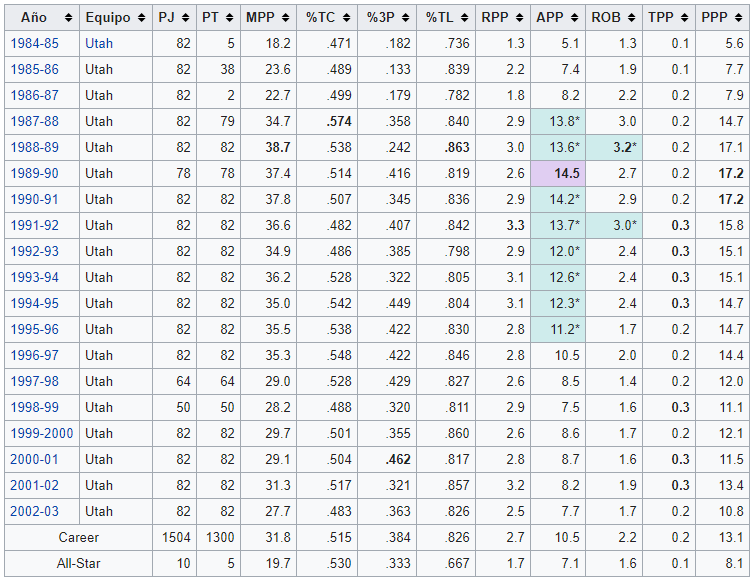 Año Equipo PJ PT MPP %TC %3P %TL RPP APP ROB TPP PPP
1984-85 Utah 82 5 18.2 .471 .182 .736 1.3 5.1 1.3 0.1 5.6
1985-86 Utah 82 38 23.6 .489 .133 .839 2.2 7.4 1.9 0.1 7.7
1986-87 Utah 82 2 22.7 .499 .179 .782 1.8 8.2 2.2 0.2 7.9
1987-88 Utah 82 79 34.7 .574 .358 .840 2.9 13.8* 3.0 0.2 14.7
1988-89 Utah 82 82 38.7 .538 .242 .863 3.0 13.6* 3.2* 0.2 17.1
1989-90 Utah 78 78 37.4 .514 .416 .819 2.6 14.5 2.7 0.2 17.2
1990-91 Utah 82 82 37.8 .507 .345 .836 2.9 14.2* 2.9 0.2 17.2
1991-92 Utah 82 82 36.6 .482 .407 .842 3.3 13.7* 3.0* 0.3 15.8
1992-93 Utah 82 82 34.9 .486 .385 .798 2.9 12.0* 2.4 0.3 15.1
1993-94 Utah 82 82 36.2 .528 .322 .805 3.1 12.6* 2.4 0.3 15.1
1994-95 Utah 82 82 35.0 .542 .449 .804 3.1 12.3* 2.4 0.3 14.7
1995-96 Utah 82 82 35.5 .538 .422 .830 2.8 11.2* 1.7 0.2 14.7
1996-97 Utah 82 82 35.3 .548 .422 .846 2.8 10.5 2.0 0.2 14.4
1997-98 Utah 64 64 29.0 .528 .429 .827 2.6 8.5 1.4 0.2 12.0
1998-99 Utah 50 50 28.2 .488 .320 .811 2.9 7.5 1.6 0.3 11.1
1999-2000 Utah 82 82 29.7 .501 .355 .860 2.6 8.6 1.7 0.2 12.1
2000-01 Utah 82 82 29.1 .504 .462 .817 2.8 8.7 1.6 0.3 11.5
2001-02 Utah 82 82 31.3 .517 .321 .857 3.2 8.2 1.9 0.3 13.4
2002-03 Utah 82 82 27.7 .483 .363 .826 2.5 7.7 1.7 0.2 10.8
Career 1504 1300 31.8 .515 .384 .826 2.7 10.5 2.2 0.2 13.1
All-Star 10 5 19.7 .530 .333 .667 1.7 7.1 1.6 0.1 8.1